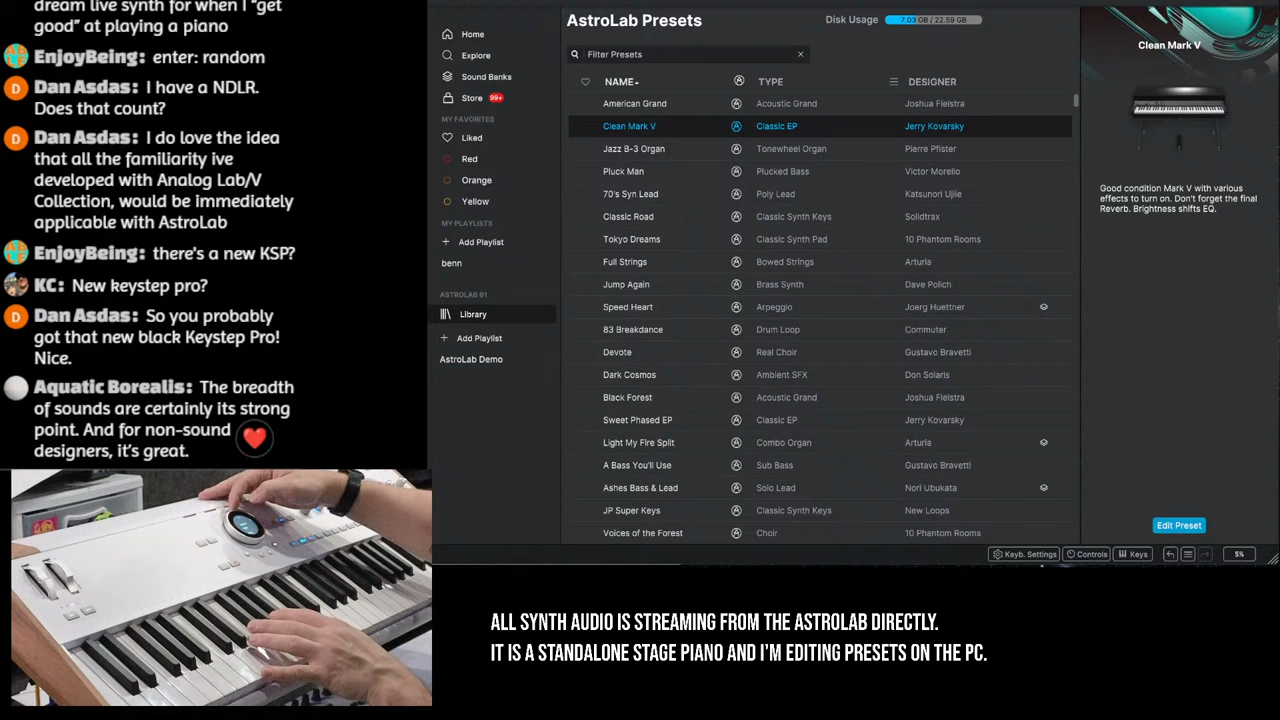 dream live synth for when I "get
good" at playing a piano
EnjoyBeing: enter: random
D Dan Asdas: I have a NDLR.
Does that count?
D Dan Asdas: I do love the idea
that all the familiarity ive
developed with Analog Lab/V
Collection, would be immediately
applicable with AstroLab
EnjoyBeing: there's a new KSP?
KC: New keystep pro?
D Dan Asdas: So you probably
got that new black Keystep Pro!
Nice.
Aquatic Borealis: The breadth
of sounds are certainly its strong
point. And for non-sound
designers, it's great.
Home
Explore
Sound Banks
Store 99+
MY FAVORITES
Liked
Red
Orange
Yellow
MY PLAYLISTS
Add Playlist
benn
ASTROLAB 61
Library
Add Playlist
AstroLab Demo
AstroLab Presets
Disk Usage 7.03 GB / 22.59 GB
Filter Presets
NAME TYPE DESIGNER
American Grand Acoustic Grand Joshua Fielstra
Clean Mark V Classic EP Jerry Kovarsky
Jazz B-3 Organ Tonewheel Organ Pierre Pfister
Pluck Man Plucked Bass Victor Morello
70's Syn Lead Poly Lead Katsunori Ujiie
Classic Road Classic Synth Keys Solidtrax
Tokyo Dreams Classic Synth Pad 10 Phantom Rooms
Full Strings Bowed Strings Arturia
Jump Again Brass Synth Dave Polich
Speed Heart Arpeggio Joerg Huettner
83 Breakdance Drum Loop Commuter
Devote Real Choir Gustavo Bravetti
Dark Cosmos Ambient SFX Don Solaris
Black Forest Acoustic Grand Joshua Fielstra
Sweet Phased EP Classic EP Jerry Kovarsky
Light My Fire Split Combo Organ Arturia
A Bass You'll Use Sub Bass Gustavo Bravetti
Ashes Bass & Lead Solo Lead Nori Ubukata
JP Super Keys Classic Synth Keys New Loops
Voices of the Forest Choir 10 Phantom Rooms
Clean Mark V
Good condition Mark V with various
effects to turn on. Don't forget the final
Reverb. Brightness shifts EQ.
Edit Preset
Keyb. Settings Controls Keys 5%
ALL SYNTH AUDIO IS STREAMING FROM THE ASTROLAB DIRECTLY.
IT IS A STANDALONE STAGE PIANO AND I'M EDITING PRESETS ON THE PC.